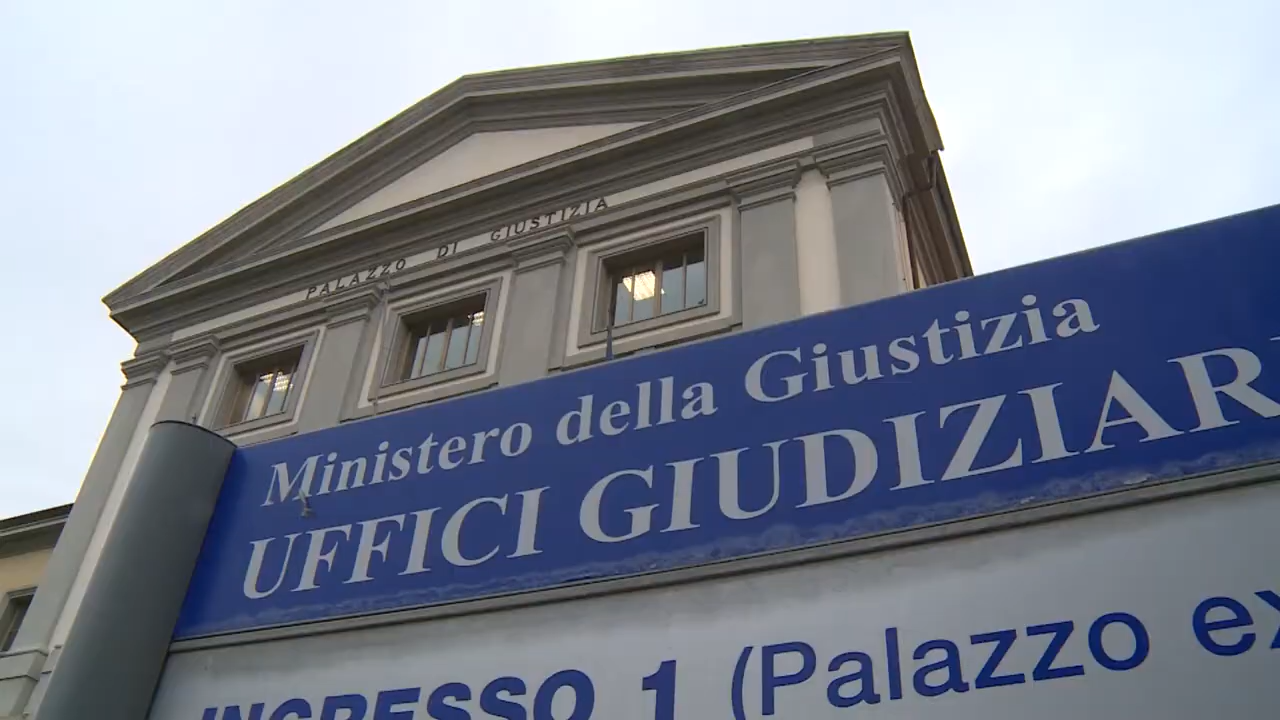 PALAZZO DI GIUSTIZIA
Ministero della Giustizia
UFFICI GIUDIZIAR
INGRESSO 1 (Palazzo ex